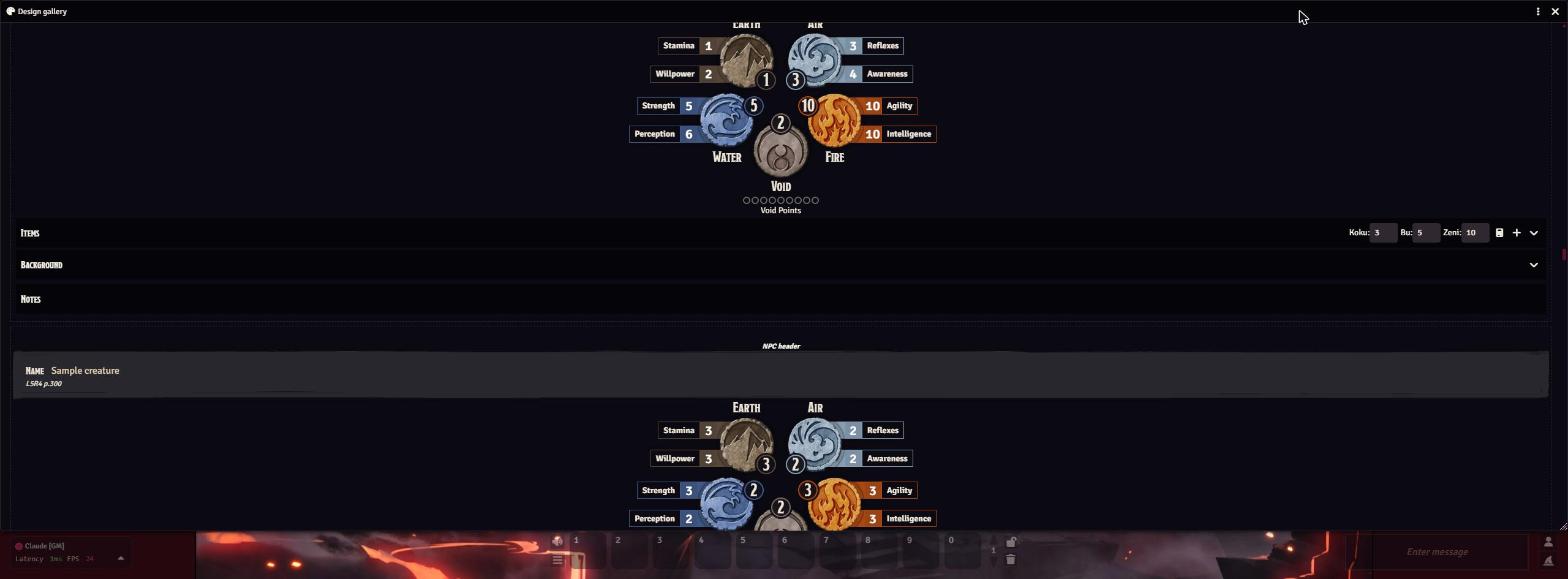 Design gallery
EARTH AIR
Stamina 1 3 Reflexes
Willpower 2 4 Awareness
1 3
Strength 5 5 10 10 Agility
2
Perception 6 10 Intelligence
WATER FIRE
VOID
Void Points
ITEMS Koku: 3 Bu: 5 Zeni: 10
BACKGROUND
NOTES
NPC header
NAME Sample creature
L5R4 p.300
EARTH AIR
Stamina 3 2 Reflexes
Willpower 3 2 Awareness
3 2
Strength 3 2 3 3 Agility
2
Perception 2 3 Intelligence
Claude [GM]
Latency 3ms FPS 24
1 2 3 4 5 6 7 8 9 0
1
Enter message